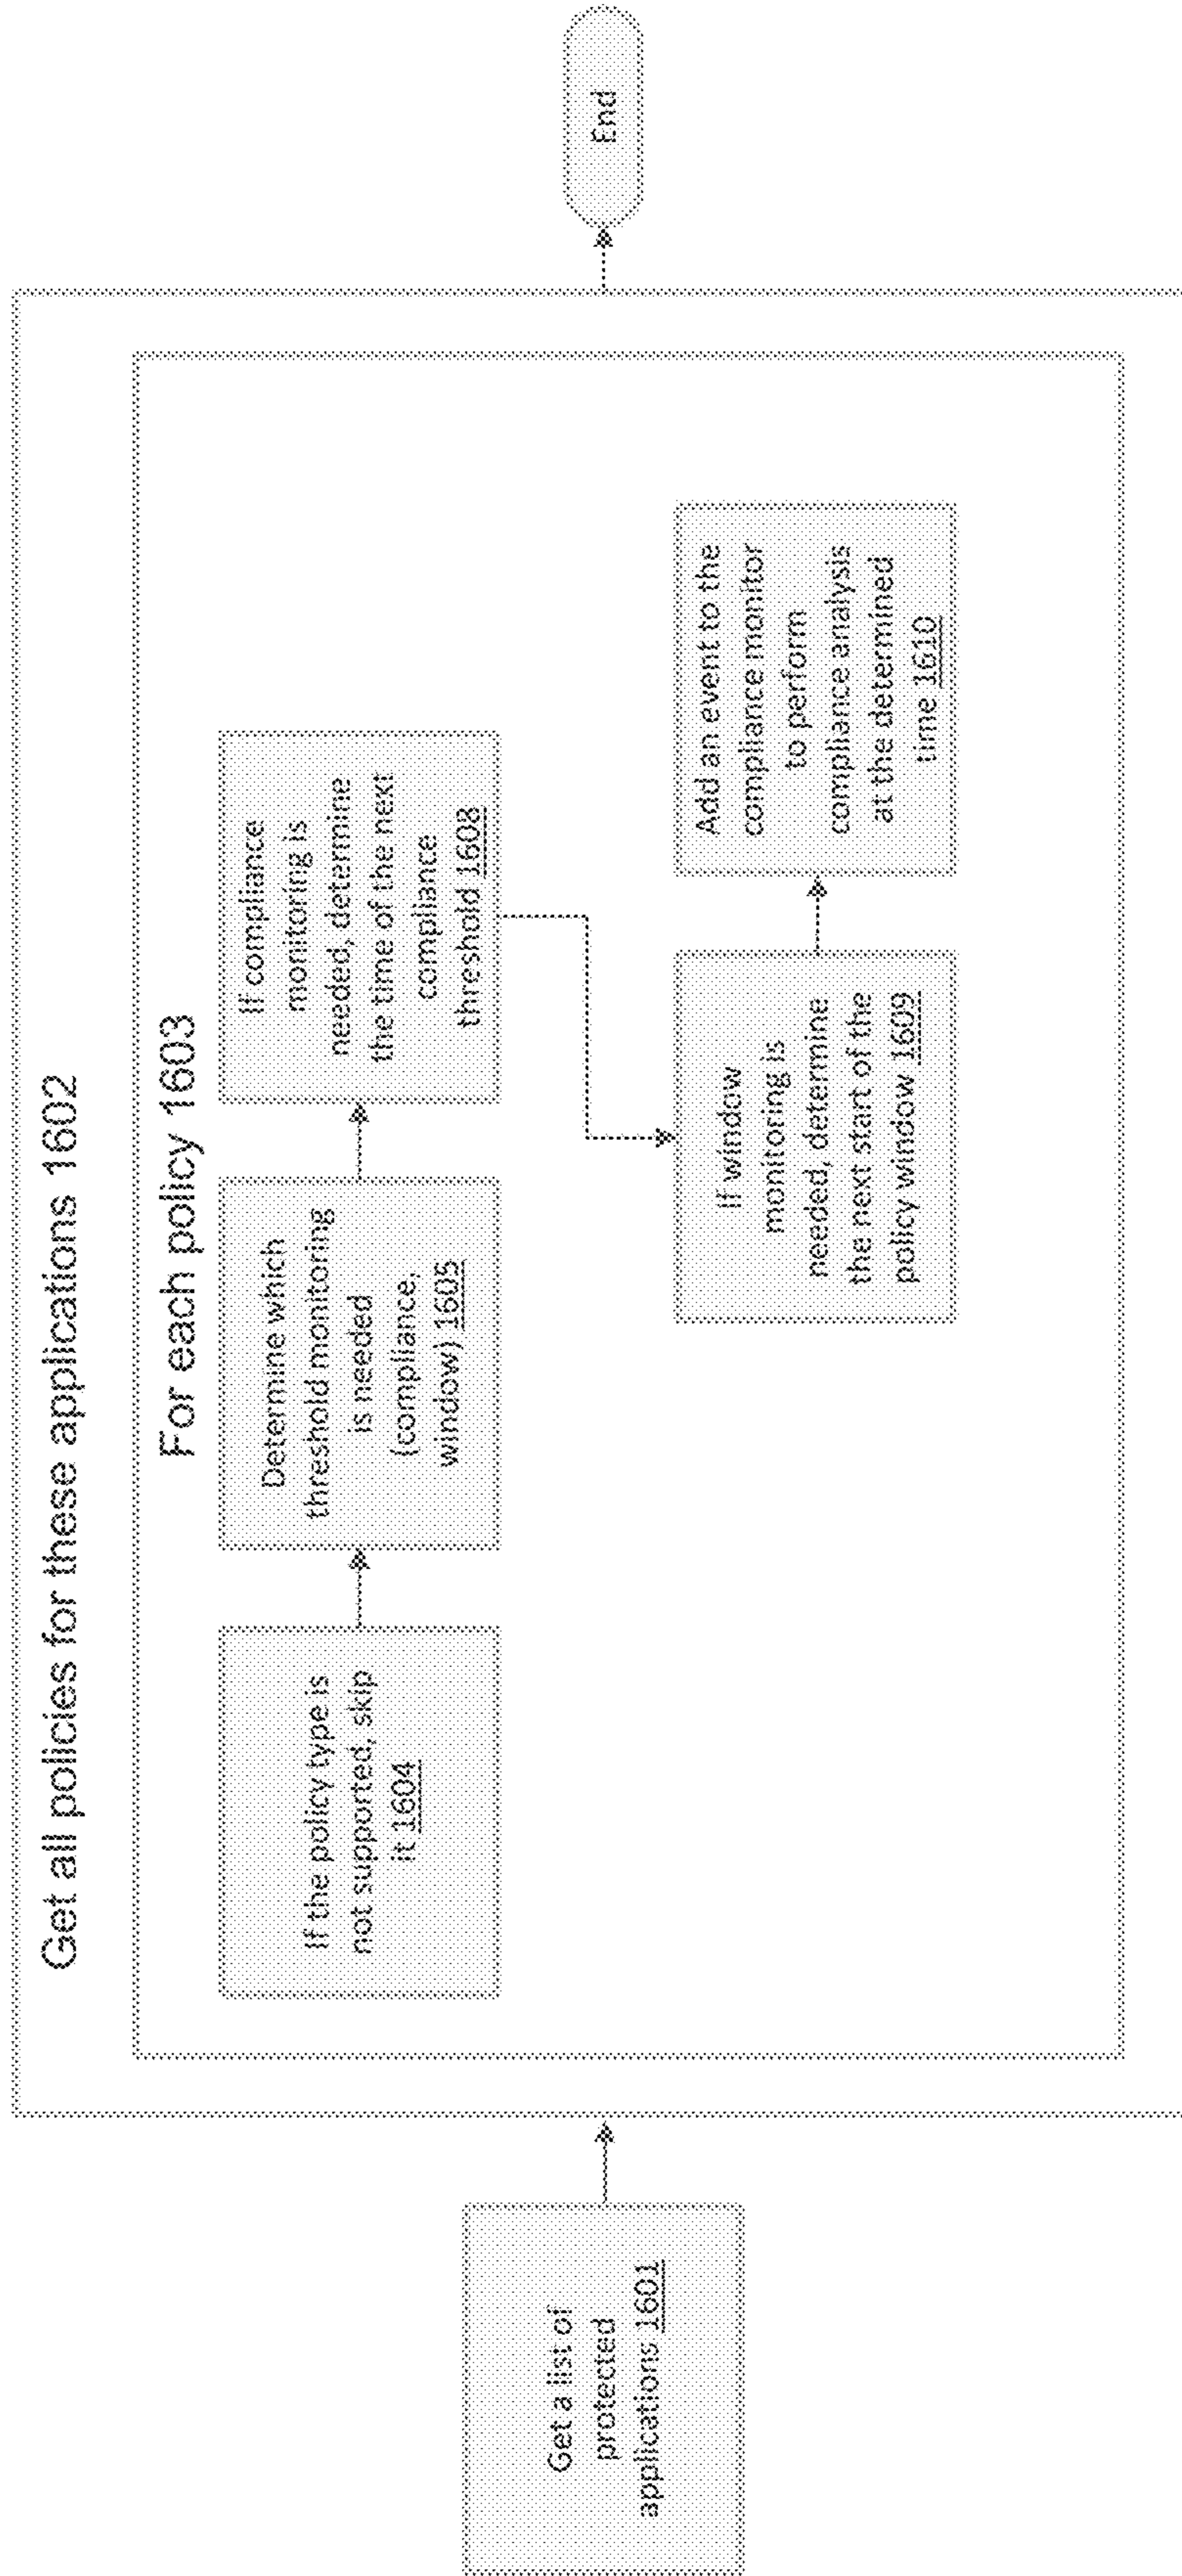 Get a list of
protected
applications 1601
Get all policies for these applications 1602
For each policy 1603
If the policy type is
not supported, skip
it 1604
Determine which
threshold monitoring
is needed
(compliance,
window) 1605
If compliance
monitoring is
needed, determine
the time of the next
compliance
threshold 1608
If window
monitoring is
needed, determine
the next start of the
policy window 1609
Add an event to the
compliance monitor
to perform
compliance analysis
at the determined
time 1610
End